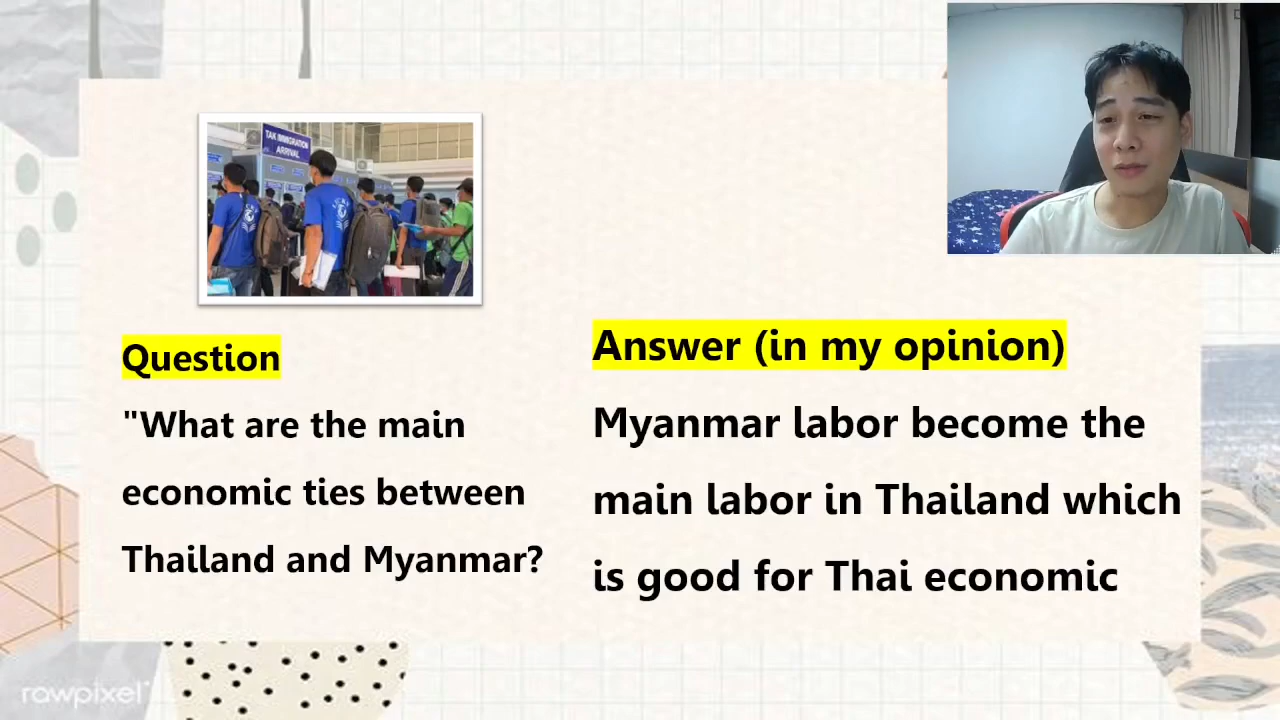 TAK IMMIGRATION
ARRIVAL
Question
"What are the main
economic ties between
Thailand and Myanmar?
Answer (in my opinion)
Myanmar labor become the
main labor in Thailand which
is good for Thai economic
rawpixel